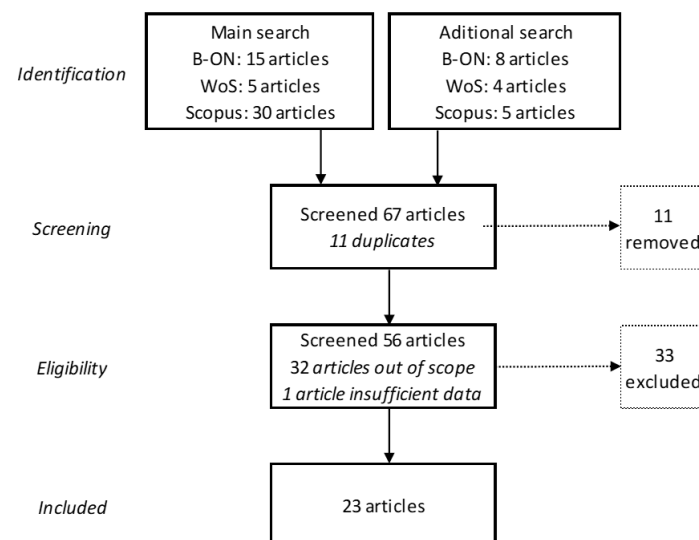 Identification
Main search
B-ON: 15 articles
WoS: 5 articles
Scopus: 30 articles
Aditional search
B-ON: 8 articles
WoS: 4 articles
Scopus: 5 articles
Screening
Screened 67 articles
11 duplicates
11
removed
Eligibility
Screened 56 articles
32 articles out of scope
1 article insufficient data
33
excluded
Included
23 articles